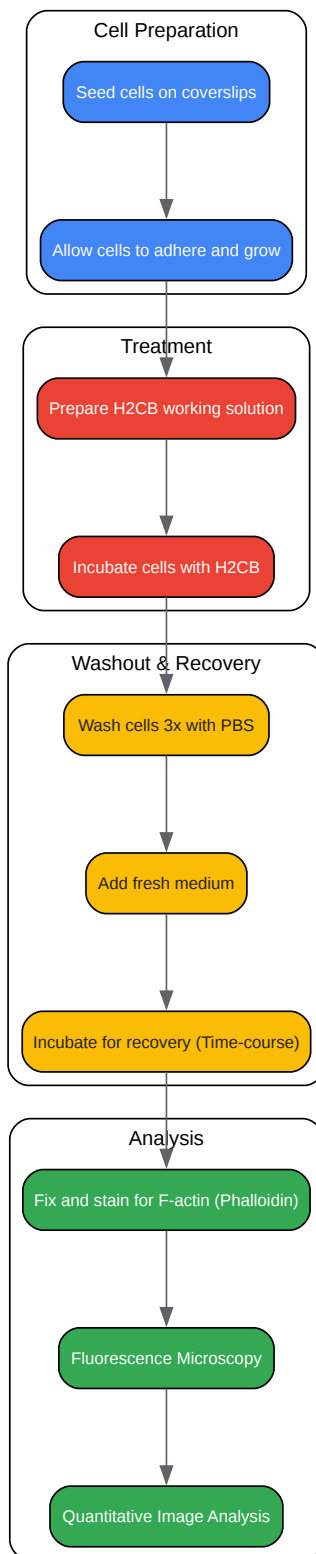 Cell Preparation
Seed cells on coverslips
Allow cells to adhere and grow
Treatment
Prepare H2CB working solution
Incubate cells with H2CB
Washout & Recovery
Wash cells 3x with PBS
Add fresh medium
Incubate for recovery (Time-course)
Analysis
Fix and stain for F-actin (Phalloidin)
Fluorescence Microscopy
Quantitative Image Analysis